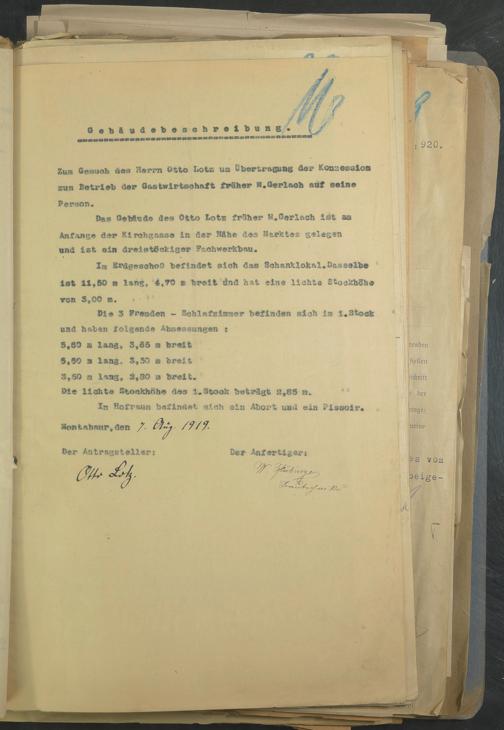 Gebäudebeschreibung.
Zum Gesuch des Herrn Otto Lotz um Übertragung der Konzession
zum Betrieb der Gastwirtschaft früher W.Gerlach auf seine
Person.
Das Gebäude des Otto Lotz früher W.Gerlach ist am
Anfange der Kirchgasse in der Nähe des Marktes gelegen
und ist ein dreistöckiger Fachwerkbau.
Im Erdgeschoß befindet sich das Schanklokal.Dasselbe
ist 11,50 m lang, 4,70 m breit und hat eine lichte Stockhöhe
von 3,00 m.
Die 3 Fremden - Schlafzimmer befinden sich im 1.Stock
und haben folgende Abmessungen :
5,50 m lang, 3,65 m breit
5,50 m lang, 3,30 m breit
3,50 m lang, 2,80 m breit.
Die lichte Stockhöhe des 1.Stock beträgt 2,85 m.
Im Hofraum befindet sich ein Abort und ein Pissoir.
Montabaur,den 7. Aug 1919.
Der Antragsteller: Der Anfertiger:
Otto Lotz.
920.